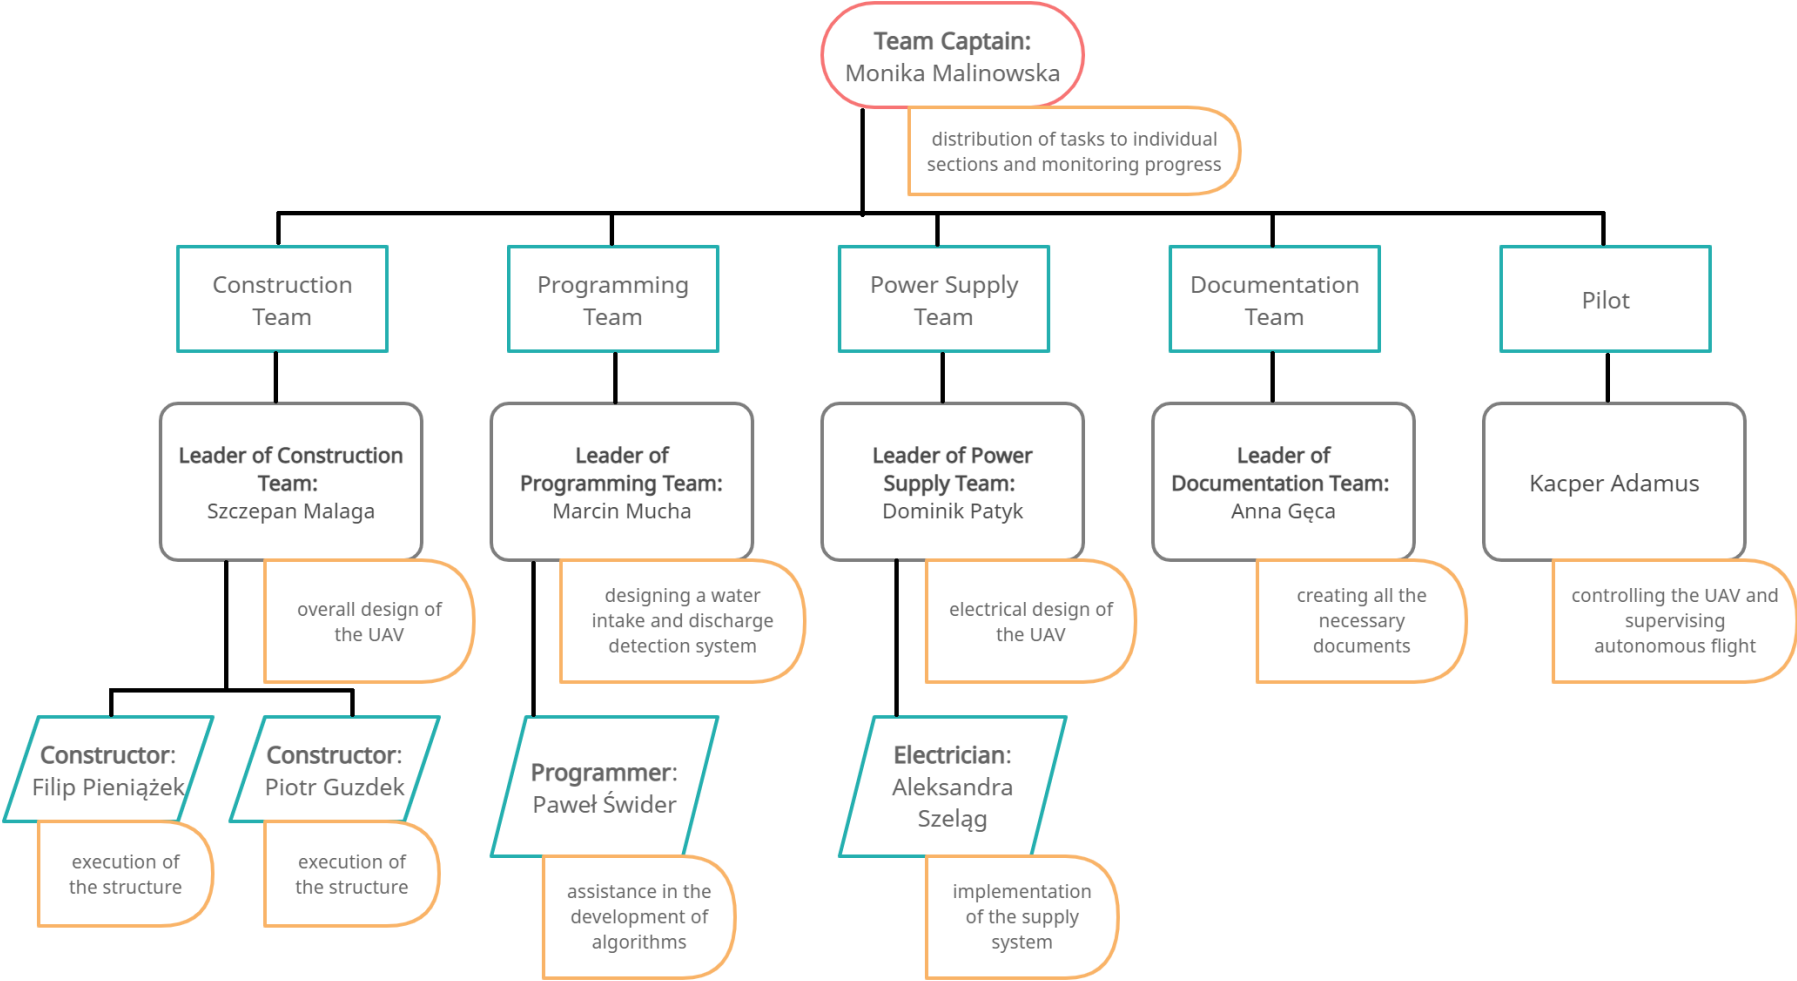 Team Captain:
Monika Malinowska
distribution of tasks to individual
sections and monitoring progress
Construction
Team
Programming
Team
Power Supply
Team
Documentation
Team
Pilot
Leader of Construction
Team:
Szczepan Malaga
Leader of
Programming Team:
Marcin Mucha
Leader of Power
Supply Team:
Dominik Patyk
Leader of
Documentation Team:
Anna Gęca
Kacper Adamus
overall design of
the UAV
designing a water
intake and discharge
detection system
electrical design of
the UAV
creating all the
necessary
documents
controlling the UAV and
supervising
autonomous flight
Constructor:
Filip Pieniążek
Constructor:
Piotr Guzdek
Programmer:
Paweł Świder
Electrician:
Aleksandra
Szeląg
execution of
the structure
execution of
the structure
assistance in the
development of
algorithms
implementation
of the supply
system